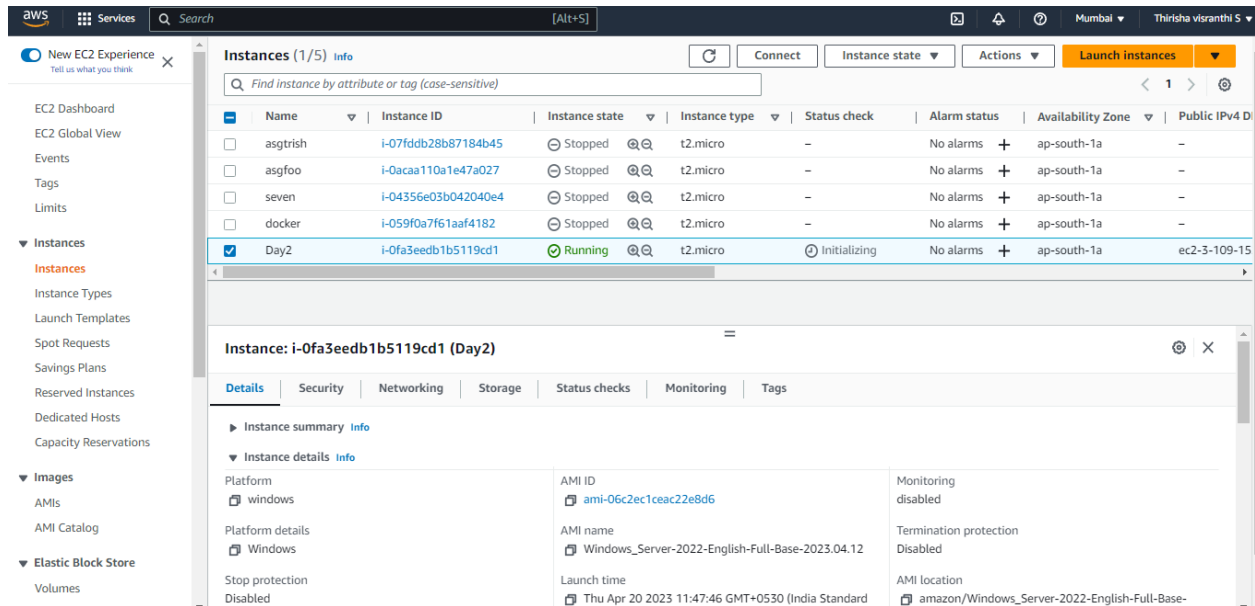 aws Services Search [Alt+S] Mumbai Thirisha visranthi S
New EC2 Experience
Tell us what you think
EC2 Dashboard
EC2 Global View
Events
Tags
Limits
Instances
Instances
Instance Types
Launch Templates
Spot Requests
Savings Plans
Reserved Instances
Dedicated Hosts
Capacity Reservations
Images
AMIs
AMI Catalog
Elastic Block Store
Volumes
Instances (1/5) Info Connect Instance state Actions Launch instances
Find instance by attribute or tag (case-sensitive) 1
Name Instance ID Instance state Instance type Status check Alarm status Availability Zone Public IPv4 D
asgtrish i-07fddb28b87184b45 Stopped t2.micro – No alarms + ap-south-1a –
asgfoo i-0acaa110a1e47a027 Stopped t2.micro – No alarms + ap-south-1a –
seven i-04356e03b042040e4 Stopped t2.micro – No alarms + ap-south-1a –
docker i-059f0a7f61aaf4182 Stopped t2.micro – No alarms + ap-south-1a –
Day2 i-0fa3eedb1b5119cd1 Running t2.micro Initializing No alarms + ap-south-1a ec2-3-109-15
Instance: i-0fa3eedb1b5119cd1 (Day2)
Details Security Networking Storage Status checks Monitoring Tags
Instance summary Info
Instance details Info
Platform AMI ID Monitoring
windows ami-06c2ec1ceac22e8d6 disabled
Platform details AMI name Termination protection
Windows Windows_Server-2022-English-Full-Base-2023.04.12 Disabled
Stop protection Launch time AMI location
Disabled Thu Apr 20 2023 11:47:46 GMT+0530 (India Standard amazon/Windows_Server-2022-English-Full-Base-